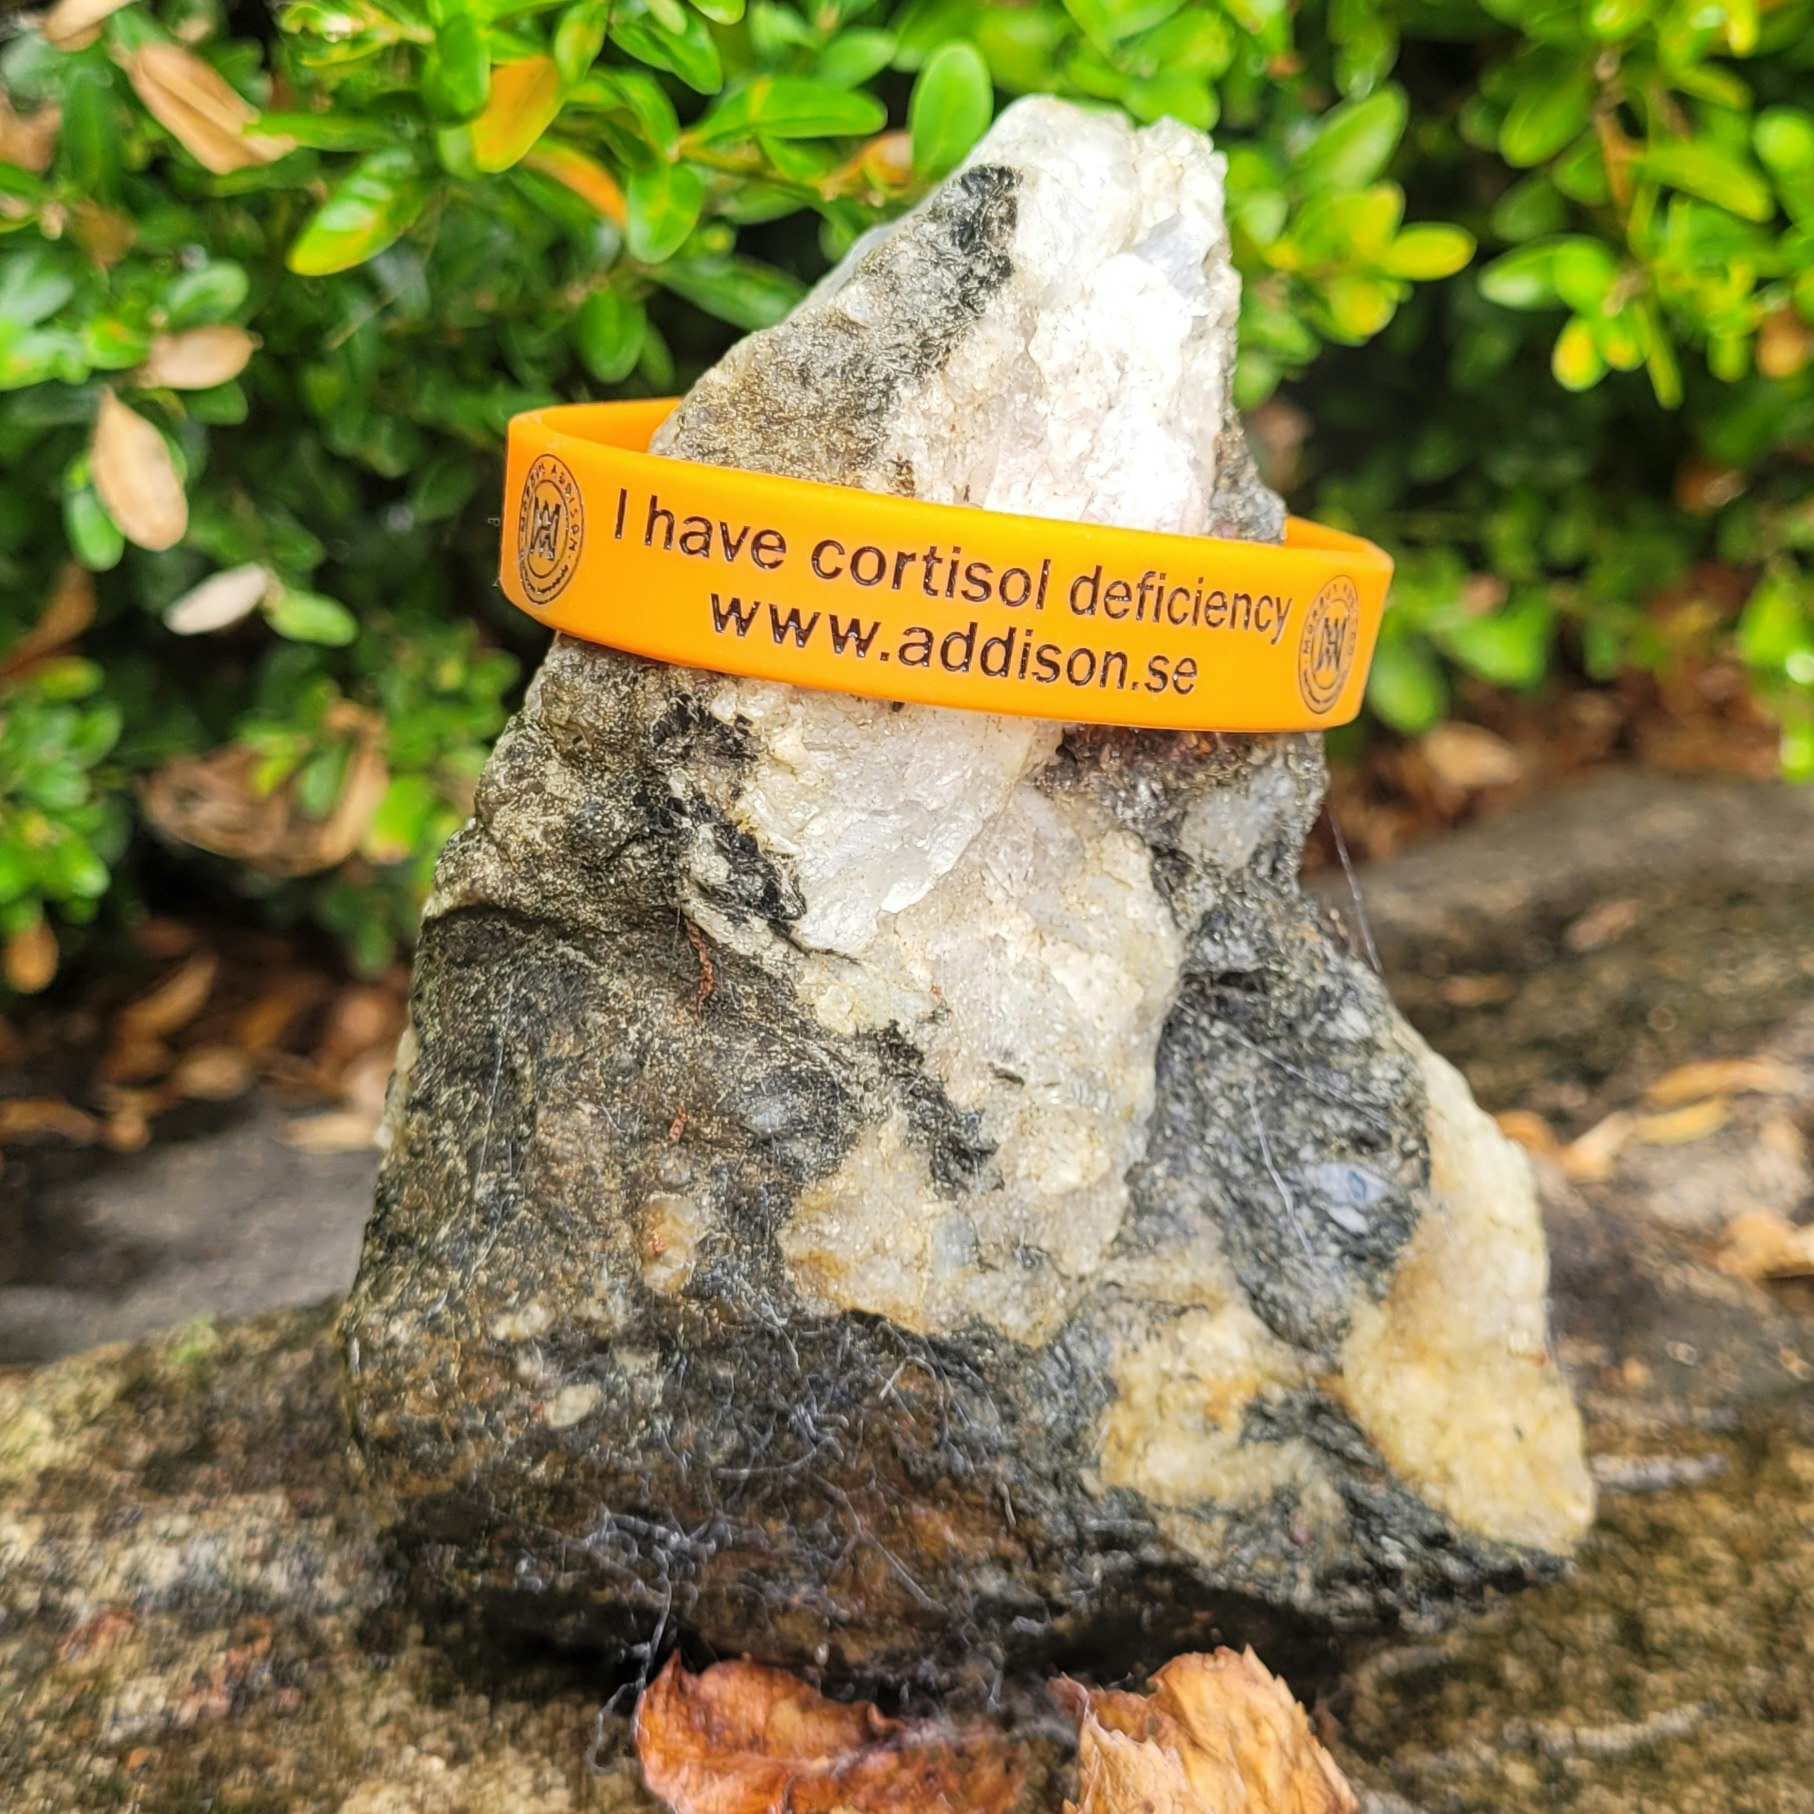 I have cortisol deficiency
www.addison.se